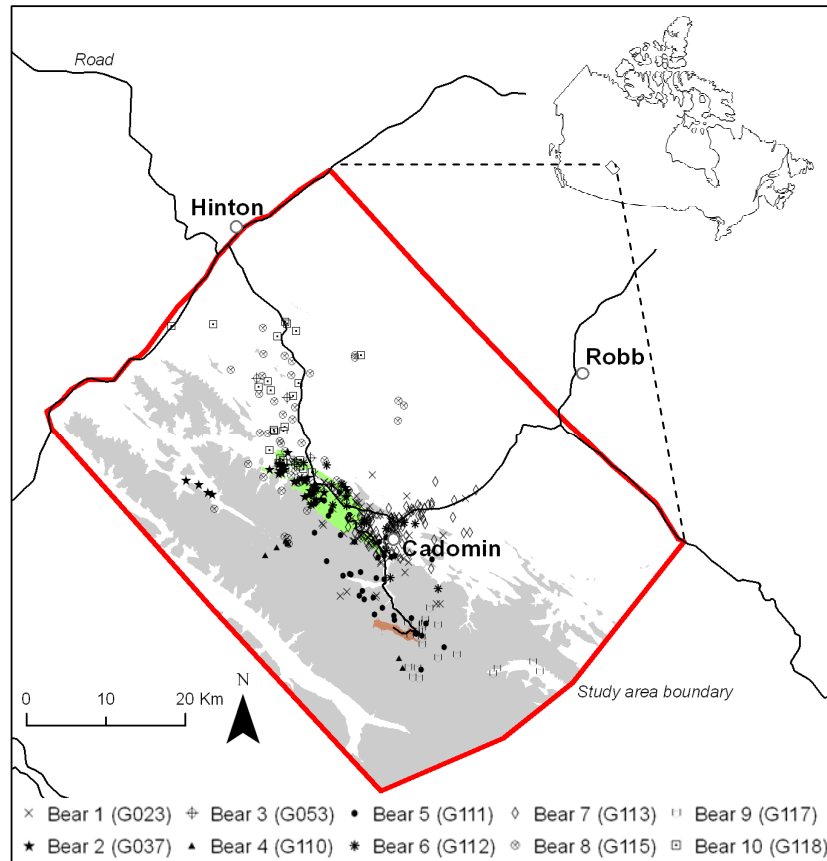 Road
Hinton
Robb
Cadomin
N
0 10 20 Km
Study area boundary
Bear 1 (G023) Bear 3 (G053) Bear 5 (G111) Bear 7 (G113) Bear 9 (G117)
Bear 2 (G037) Bear 4 (G110) Bear 6 (G112) Bear 8 (G115) Bear 10 (G118)